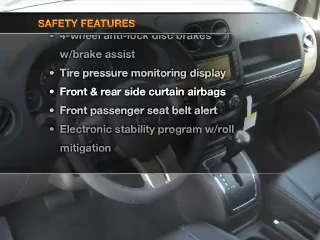 SAFETY FEATURES
• 4-wheel anti-lock disc brakes
w/brake assist
• Tire pressure monitoring display
• Front & rear side curtain airbags
• Front passenger seat belt alert
• Electronic stability program w/roll
mitigation